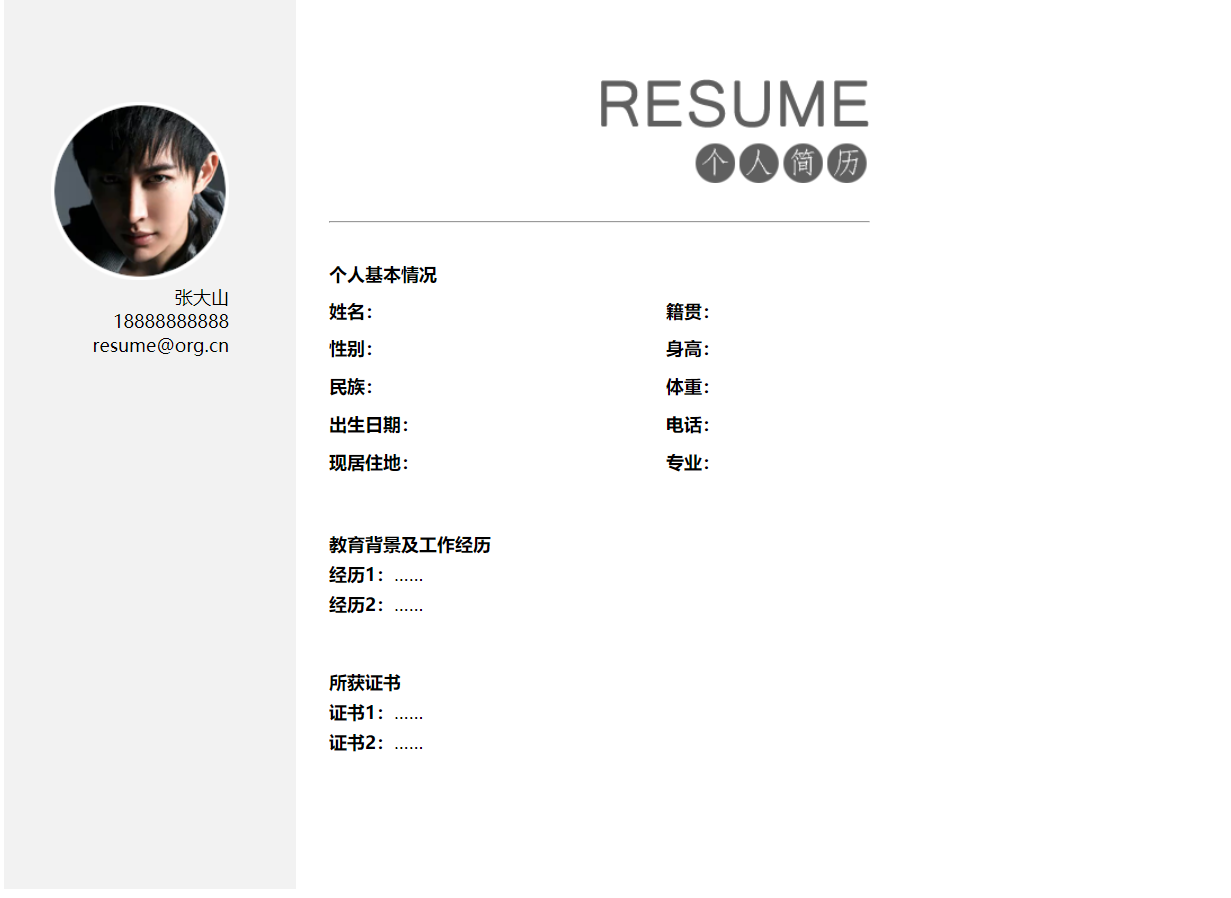 张大山
18888888888
resume@org.cn
RESUME
个人简历
个人基本情况
姓名： 籍贯：
性别： 身高：
民族： 体重：
出生日期： 电话：
现居住地： 专业：
教育背景及工作经历
经历1：……
经历2：……
所获证书
证书1：……
证书2：……